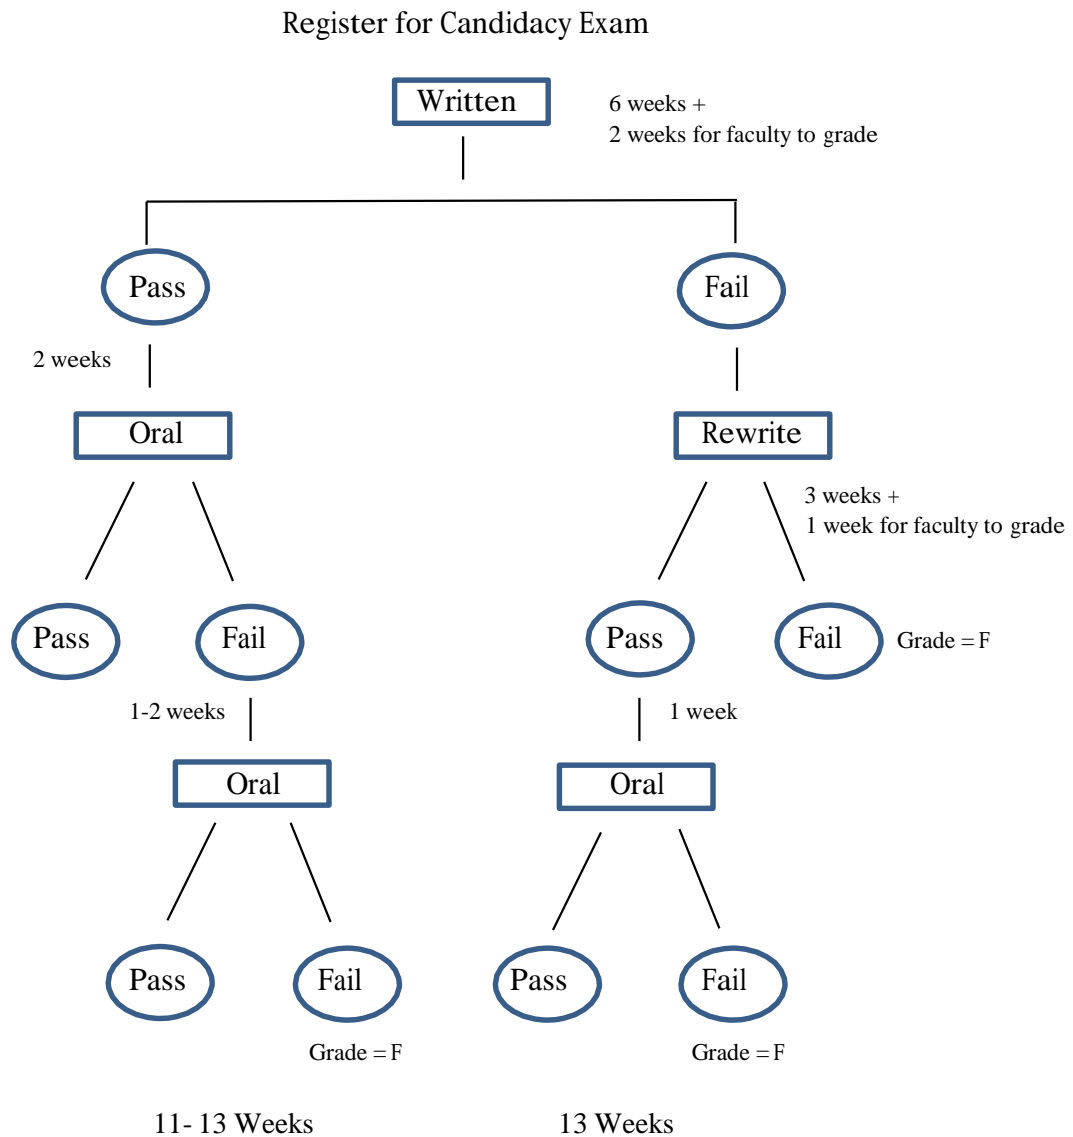 Register for Candidacy Exam
Written
6 weeks +
2 weeks for faculty to grade
Pass
Fail
2 weeks
Oral
Rewrite
3 weeks +
1 week for faculty to grade
Pass
Fail
Pass
Fail
Grade = F
1-2 weeks
1 week
Oral
Oral
Pass
Fail
Pass
Fail
Grade = F
Grade = F
11- 13 Weeks
13 Weeks